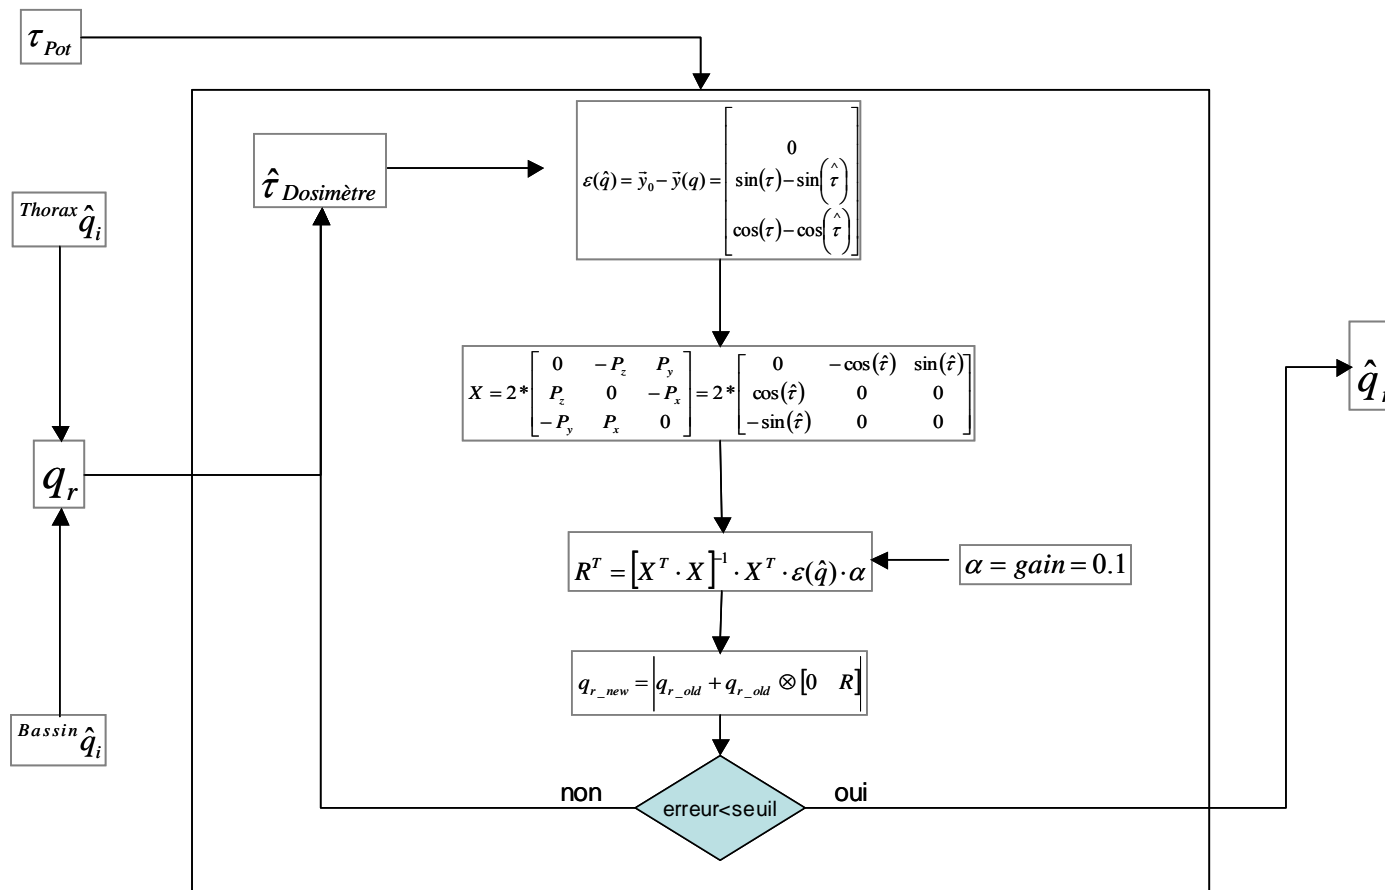 τ_Pot
τ̂_Dosimètre
ε(q̂) = y⃗_0 − y⃗(q) = [0; sin(τ) − sin(τ̂); cos(τ) − cos(τ̂)]
^Thorax q̂_i
X = 2* [0 −P_z P_y; P_z 0 −P_x; −P_y P_x 0] = 2* [0 −cos(τ̂) sin(τ̂); cos(τ̂) 0 0; −sin(τ̂) 0 0]
q̂
q_r
R^T = [X^T · X]^−1 · X^T · ε(q̂) · α
α = gain = 0.1
q_r_new = |q_r_old + q_r_old ⊗ [0 R]|
^Bassin q̂_i
non
erreur<seuil
oui